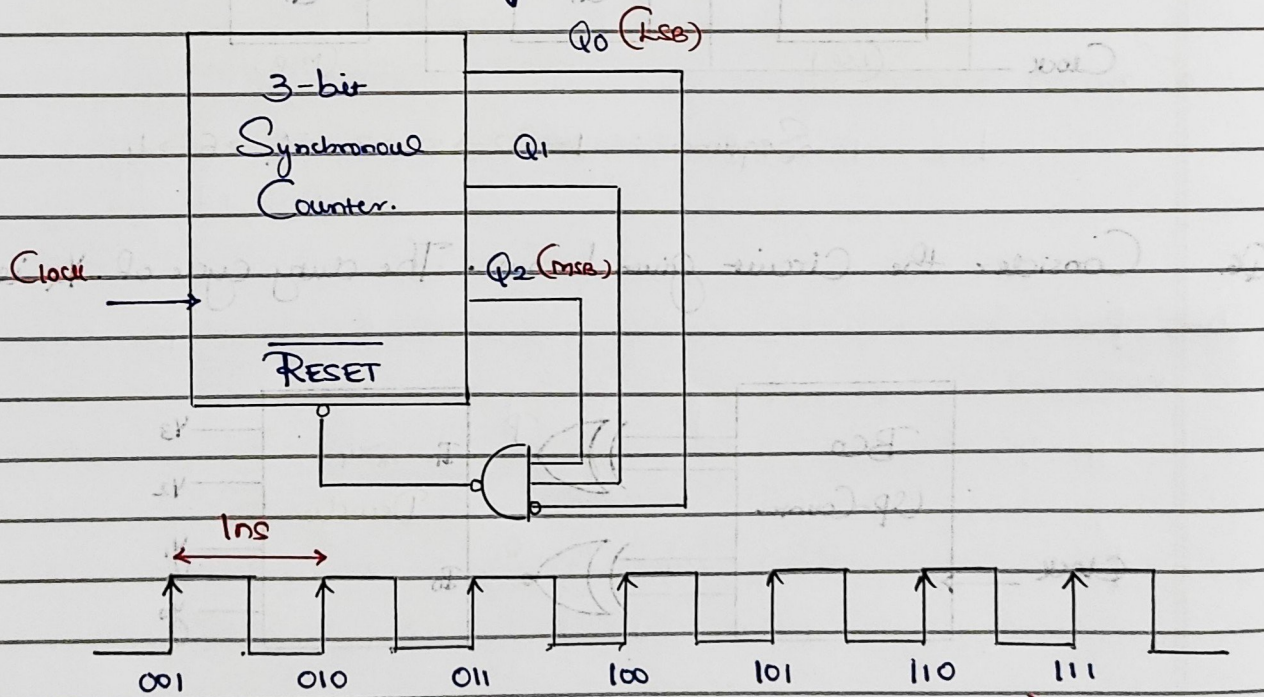 Q0 (LSB)
3-bit
Synchronous
Counter.
Q1
Clock
Q2 (MSB)
RESET
1ns
001 010 011 100 101 110 111